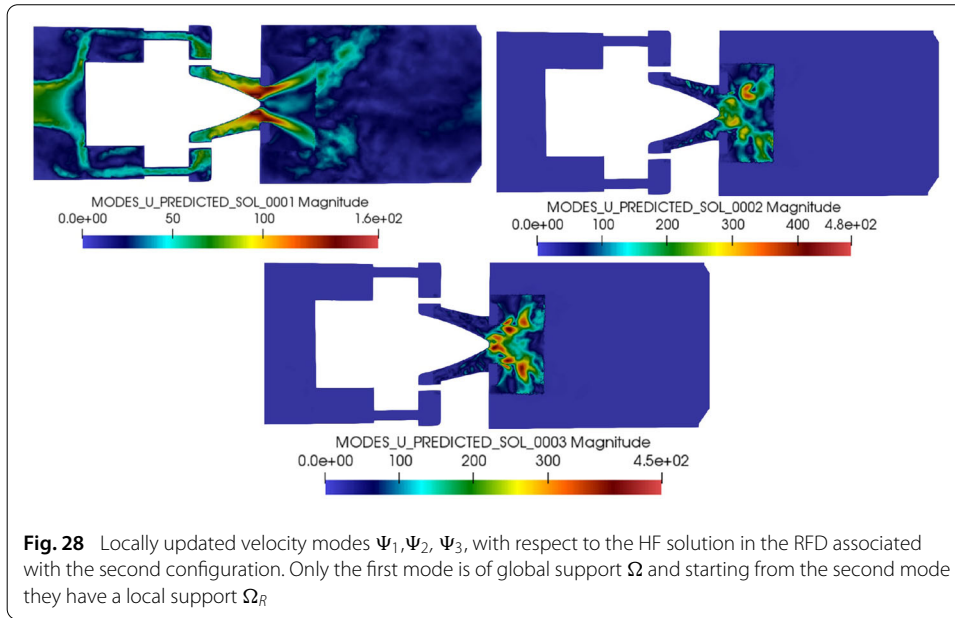 MODES_U_PREDICTED_SOL_0001 Magnitude
0.0e+00 50 100 1.6e+02
MODES_U_PREDICTED_SOL_0002 Magnitude
0.0e+00 100 200 300 400 4.8e+02
MODES_U_PREDICTED_SOL_0003 Magnitude
0.0e+00 100 200 300 4.5e+02
Fig. 28 Locally updated velocity modes Ψ₁,Ψ₂, Ψ₃, with respect to the HF solution in the RFD associated
with the second configuration. Only the first mode is of global support Ω and starting from the second mode
they have a local support Ω_R